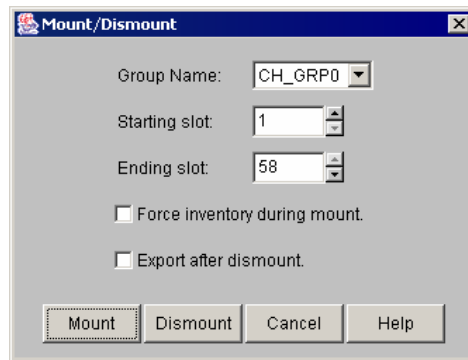 Mount/Dismount
Group Name: CH_GRP0
Starting slot: 1
Ending slot: 58
Force inventory during mount.
Export after dismount.
Mount Dismount Cancel Help